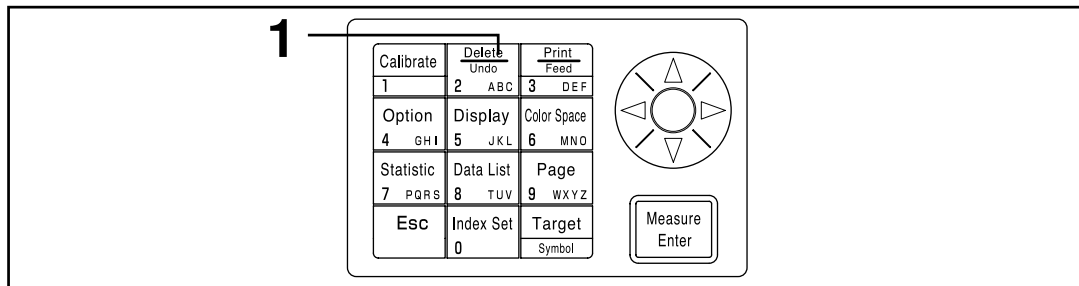 1
Calibrate Delete Print
Undo Feed
1 2 ABC 3 DEF
Option Display Color Space
4 GHI 5 JKL 6 MNO
Statistic Data List Page
7 PQRS 8 TUV 9 WXYZ
Esc Index Set Target
0 Symbol
Measure
Enter